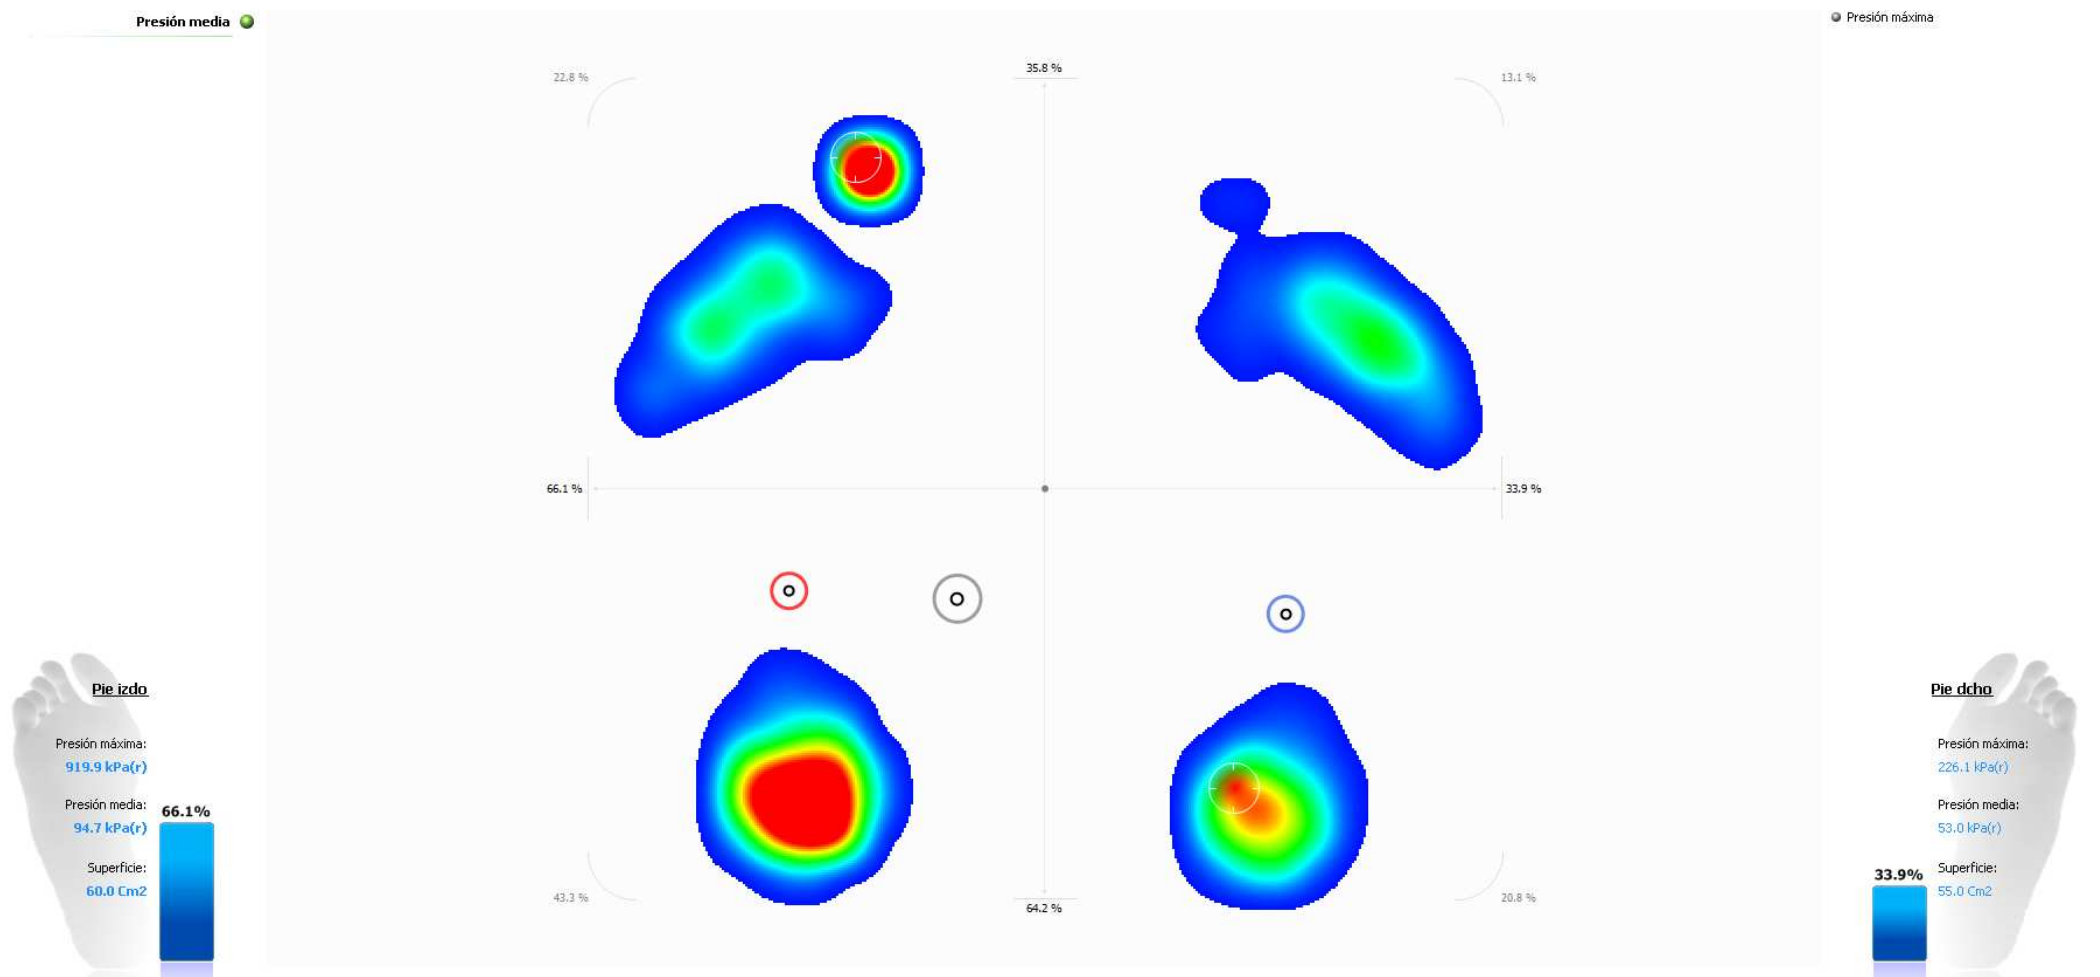 Presión media
Presión máxima
22.8 %
35.8 %
13.1 %
66.1 %
33.9 %
Pie izdo
Presión máxima:
919.9 kPa(r)
Presión media:
94.7 kPa(r)
66.1%
Superficie:
60.0 Cm2
Pie dcho
Presión máxima:
226.1 kPa(r)
Presión media:
53.0 kPa(r)
33.9%
Superficie:
55.0 Cm2
43.3 %
64.2 %
20.8 %